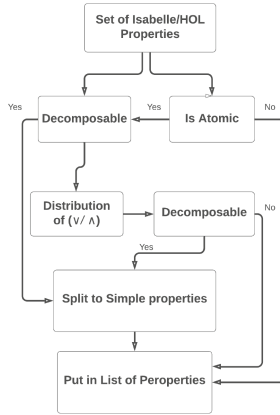 Set of Isabelle/HOL
Properties
Yes
Decomposable
Yes
Is Atomic
No
Distribution
of (∨/ ∧)
Decomposable
No
Yes
Split to Simple properties
Put in List of Peroperties